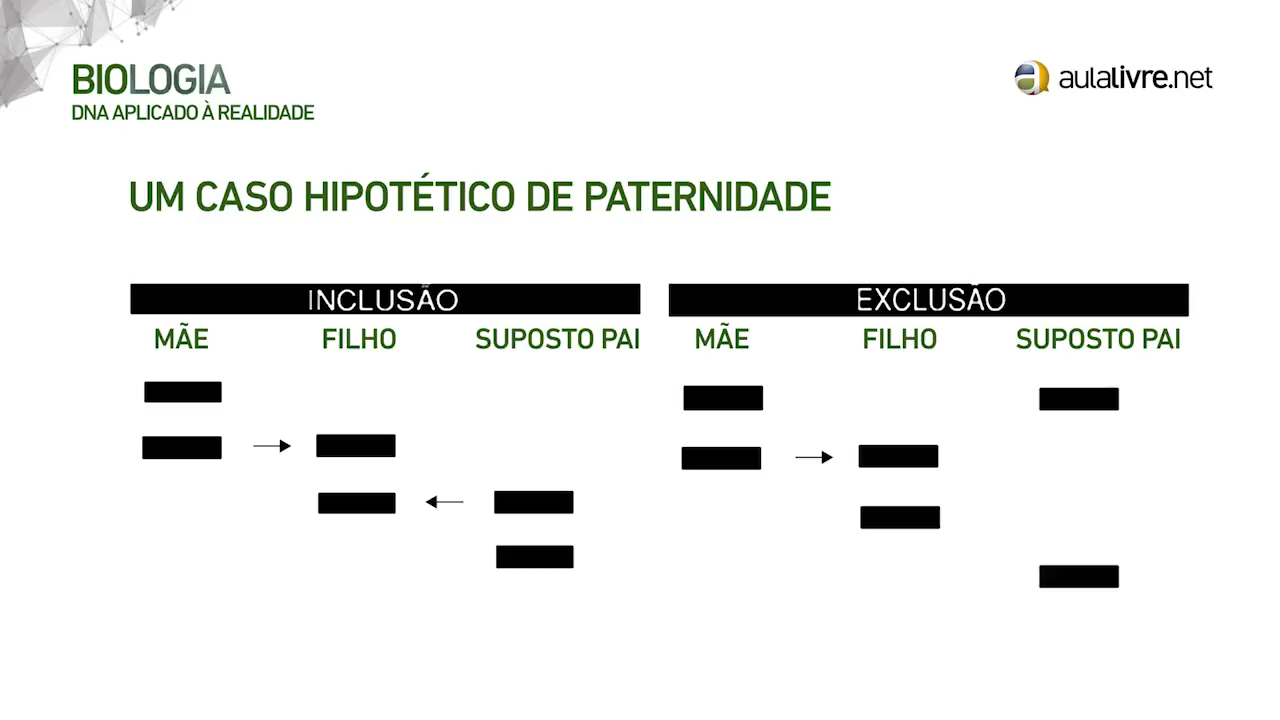 BIOLOGIA
DNA APLICADO À REALIDADE
aulalivre.net
UM CASO HIPOTÉTICO DE PATERNIDADE
INCLUSÃO
MÃE FILHO SUPOSTO PAI
EXCLUSÃO
MÃE FILHO SUPOSTO PAI